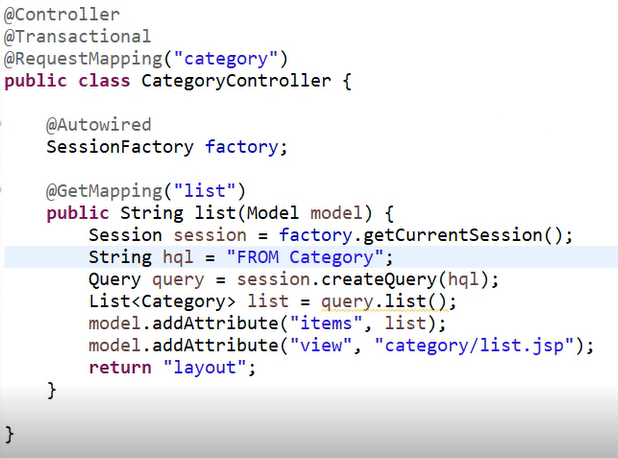 @Controller
@Transactional
@RequestMapping("category")
public class CategoryController {
@Autowired
SessionFactory factory;
@GetMapping("list")
public String list(Model model) {
Session session = factory.getCurrentSession();
String hql = "FROM Category";
Query query = session.createQuery(hql);
List<Category> list = query.list();
model.addAttribute("items", list);
model.addAttribute("view", "category/list.jsp");
return "layout";
}
}